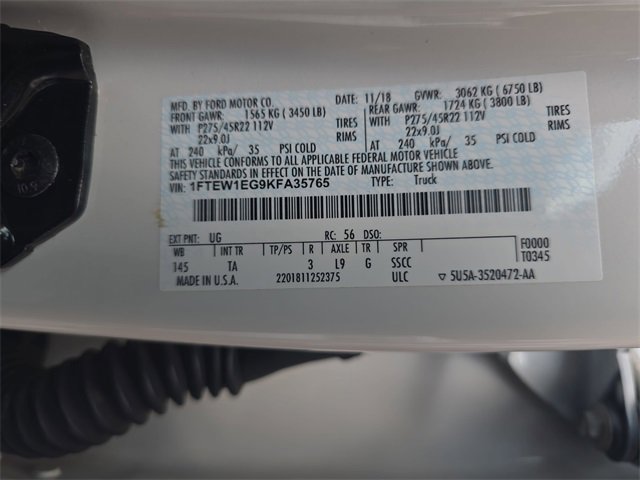 MFD. BY FORD MOTOR CO. DATE: 11/18 GVWR: 3062 KG ( 6750 LB)
FRONT GAWR: 1565 KG ( 3450 LB) REAR GAWR: 1724 KG ( 3800 LB)
WITH P275/45R22 112V TIRES WITH P275/45R22 112V TIRES
22x9.0J RIMS 22x9.0J RIMS
AT 240 kPa/ 35 PSI COLD AT 240 kPa/ 35 PSI COLD
THIS VEHICLE CONFORMS TO ALL APPLICABLE FEDERAL MOTOR VEHICLE
SAFETY STANDARDS IN EFFECT ON THE DATE OF MANUFACTURE SHOWN ABOVE.
VIN: 1FTEW1EG9KFA35765 TYPE: Truck
EXT PNT: UG RC: 56 DSO: F0000
WB INT TR TP/PS R AXLE TR SPR T0345
145 TA 3 L9 G SSCC
MADE IN U.S.A. 2201811252375 ULC ▽ 5U5A-3520472-AA